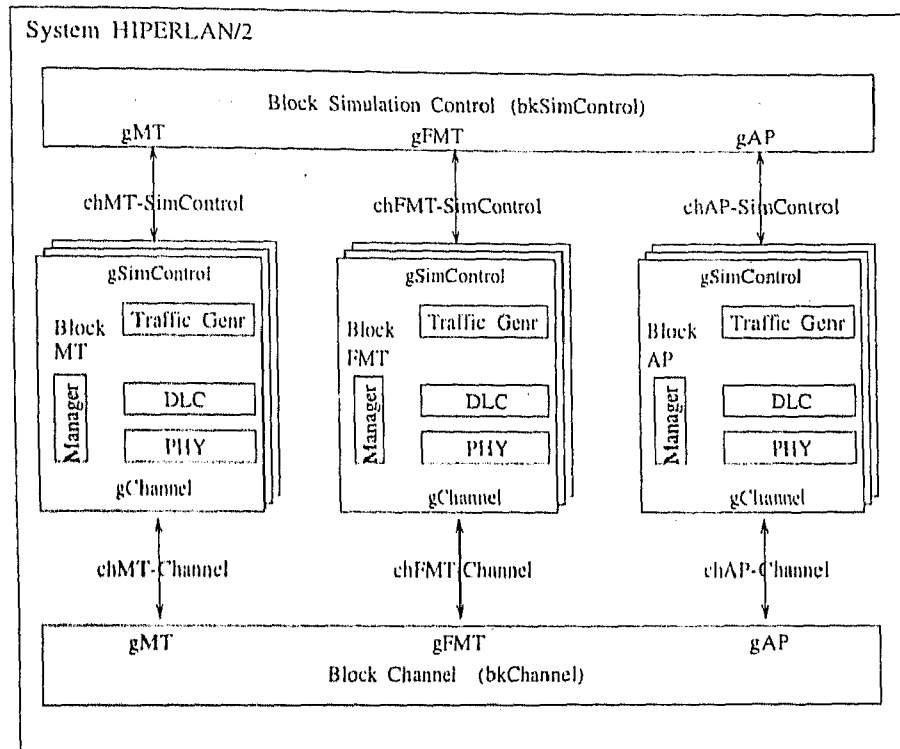 System HIPERLAN/2
Block Simulation Control (bkSimControl)
gMT gFMT gAP
chMT-SimControl chFMT-SimControl chAP-SimControl
gSimControl gSimControl gSimControl
Traffic Genr Traffic Genr Traffic Genr
Block MT Block FMT Block AP
Manager Manager Manager
DLC DLC DLC
PHY PHY PHY
gChannel gChannel gChannel
chMT-Channel chFMT-Channel chAP-Channel
gMT gFMT gAP
Block Channel (bkChannel)